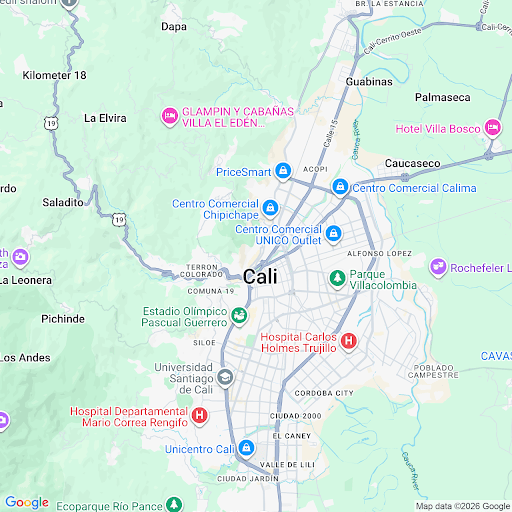 BR. LA ESTANCIA
Dapa
Cali-Cerrito Oeste
Kilometer 18
Guabinas
Palmaseca
GLAMPIN Y CABAÑAS
VILLA EL EDÉN...
La Elvira
19
Calle 15
Cauca River
Hotel Villa Bosco
PriceSmart
ACOPI
Caucaseco
Centro Comercial Calima
Saladito
Centro Comercial
Chipichape
19
Centro Comercial
UNICO Outlet
ALFONSO LOPEZ
TERRON
COLORADO
Cali
Parque
Villacolombia
Rochefeler L
La Leonera
COMUNA 19
Pichinde
Estadio Olímpico
Pascual Guerrero
SILOE
Hospital Carlos
Holmes Trujillo
Los Andes
CAVAS
Universidad
Santiago
de Cali
POBLADO
CAMPESTRE
CORDOBA CITY
Hospital Departamental
Mario Correa Rengifo
CIUDAD 2000
EL CANEY
Unicentro Cali
VALLE DE LILI
Cauca River
CIUDAD JARDÍN
Ecoparque Río Pance
Google
Map data ©2026 Google